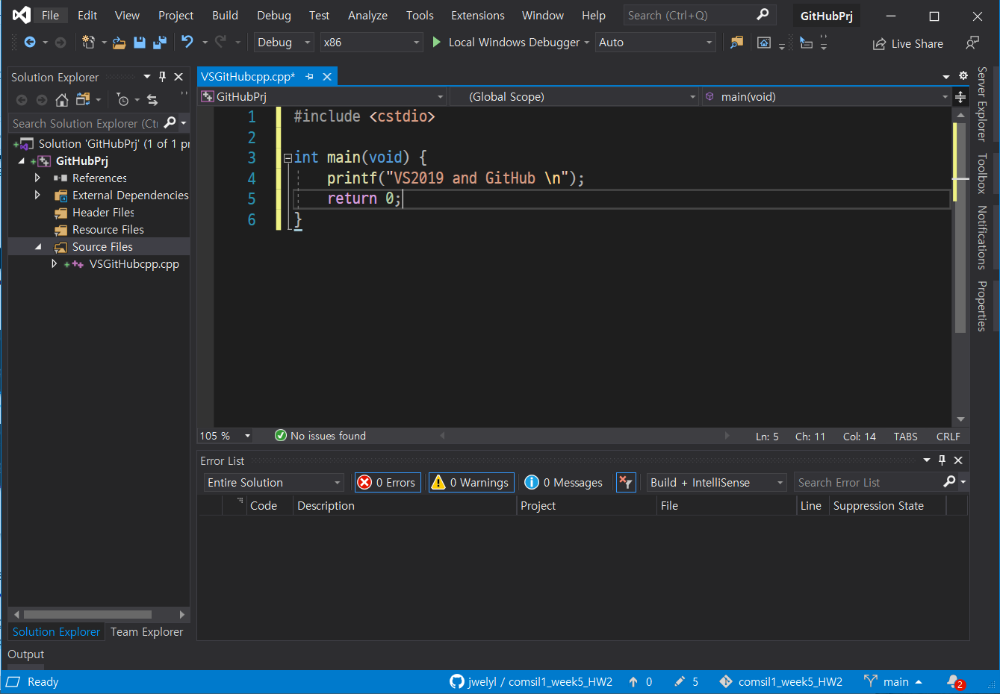 File Edit View Project Build Debug Test Analyze Tools Extensions Window Help Search (Ctrl+Q) GitHubPrj
Debug x86 Local Windows Debugger Auto Live Share
Solution Explorer
Search Solution Explorer (Ctr
Solution 'GitHubPrj' (1 of 1 pr
GitHubPrj
References
External Dependencies
Header Files
Resource Files
Source Files
VSGitHubcpp.cpp
Solution Explorer Team Explorer
VSGitHubcpp.cpp*
GitHubPrj (Global Scope) main(void)
1 #include <cstdio>
2
3 int main(void) {
4 printf("VS2019 and GitHub \n");
5 return 0;
6 }
105 % No issues found Ln: 5 Ch: 11 Col: 14 TABS CRLF
Error List
Entire Solution 0 Errors 0 Warnings 0 Messages Build + IntelliSense Search Error List
Code Description Project File Line Suppression State
Server Explorer
Toolbox
Notifications
Properties
Output
Ready jwelyl / comsil1_week5_HW2 0 5 comsil1_week5_HW2 main 2